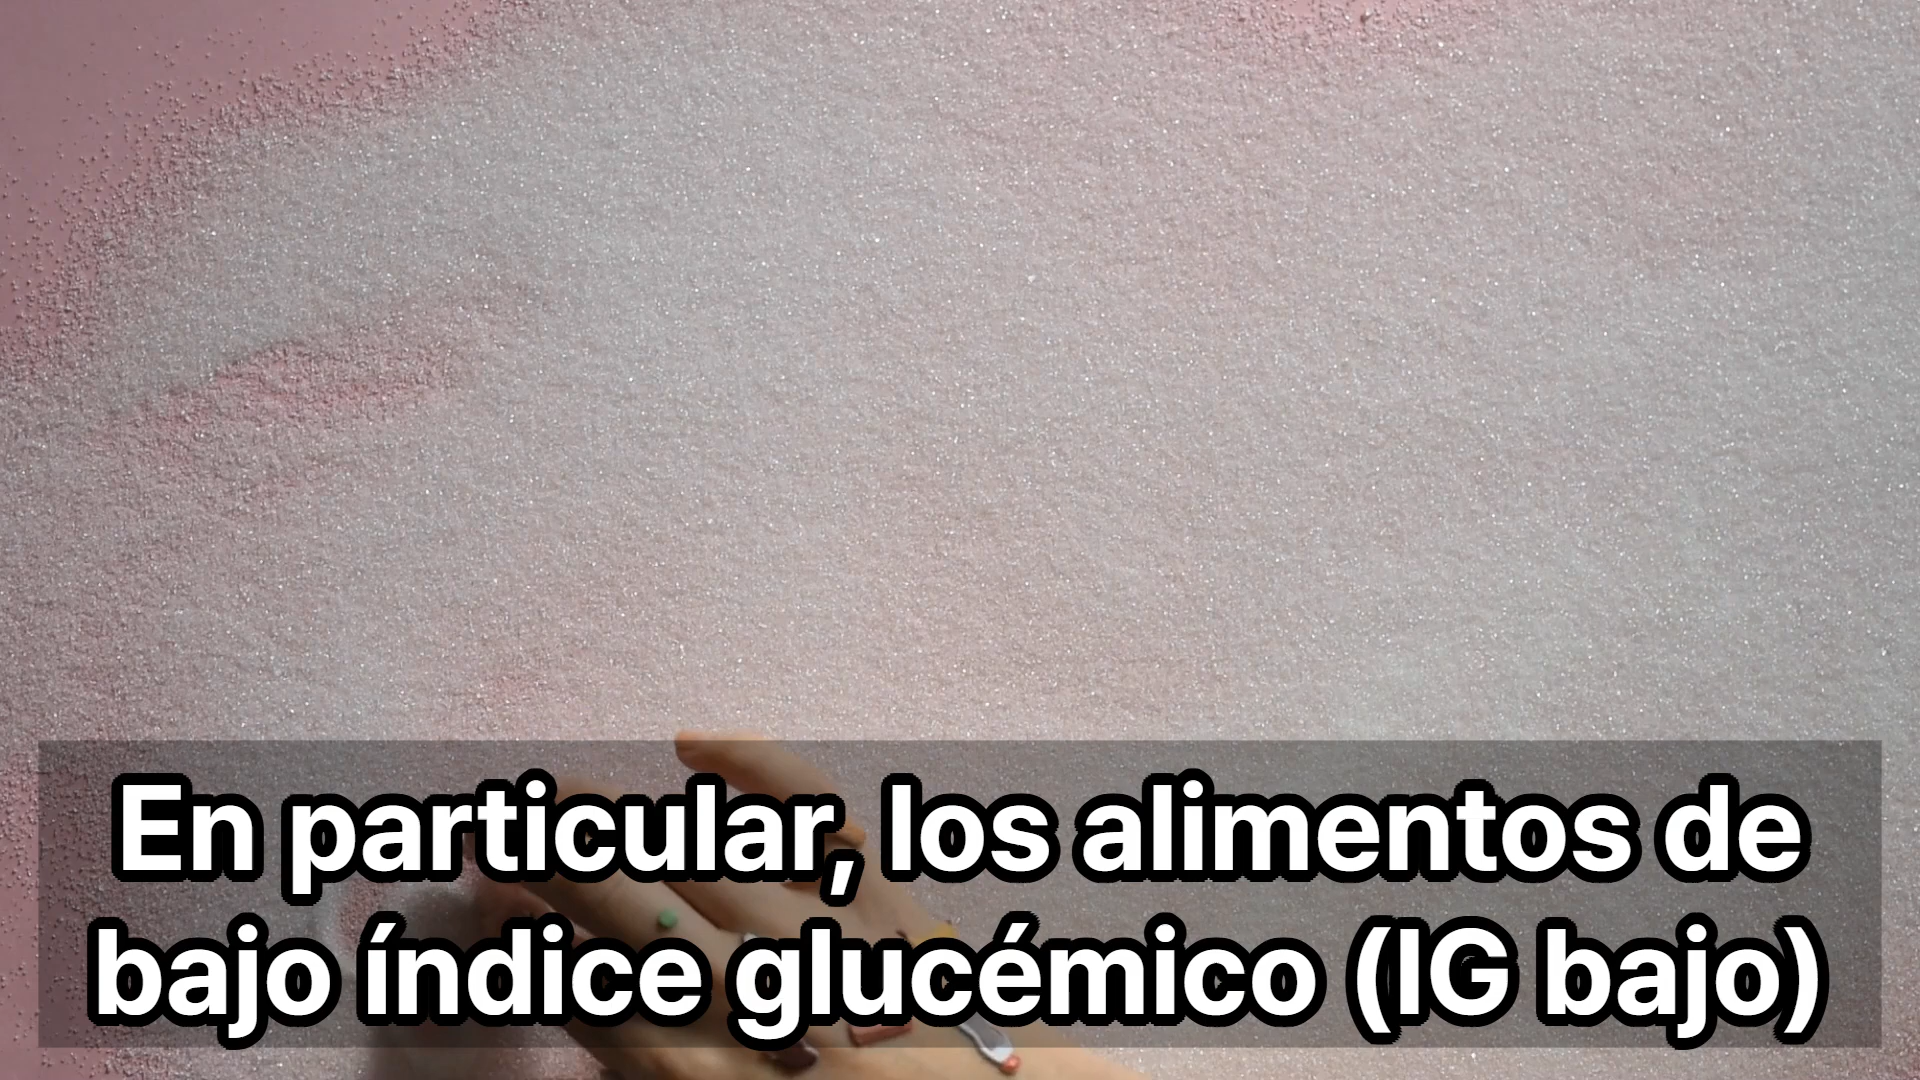 En particular, los alimentos de
bajo índice glucémico (IG bajo)